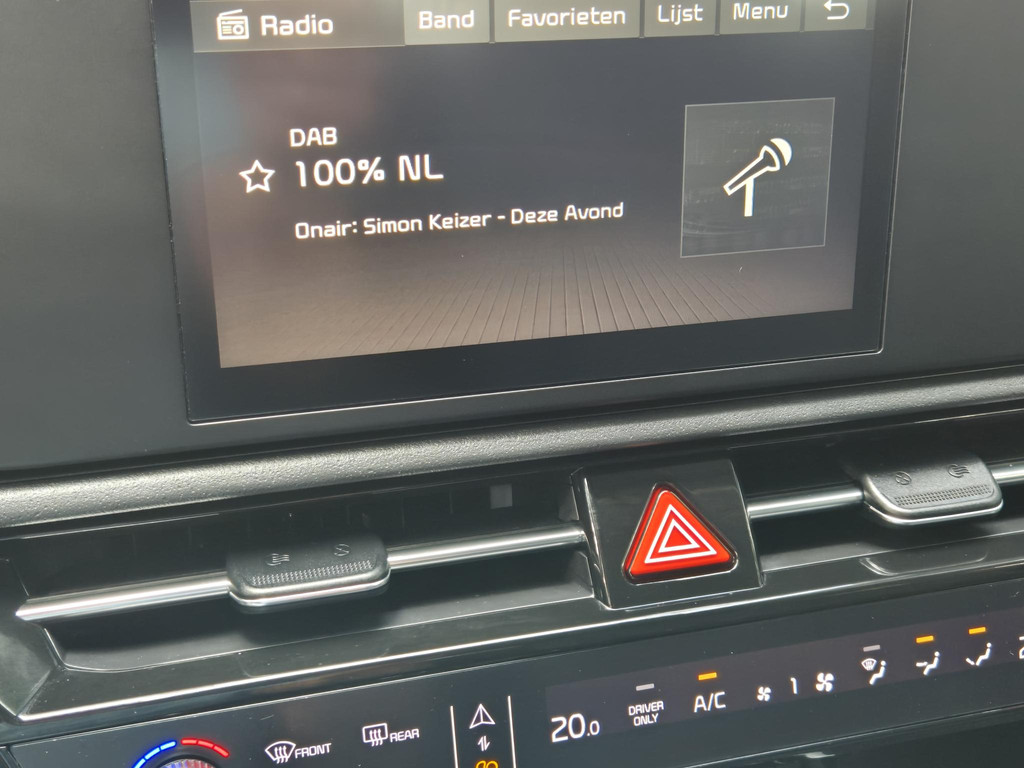 Radio Band Favorieten Lijst Menu
DAB
100% NL
Onair: Simon Keizer - Deze Avond
20.0 DRIVER ONLY A/C 1
FRONT REAR